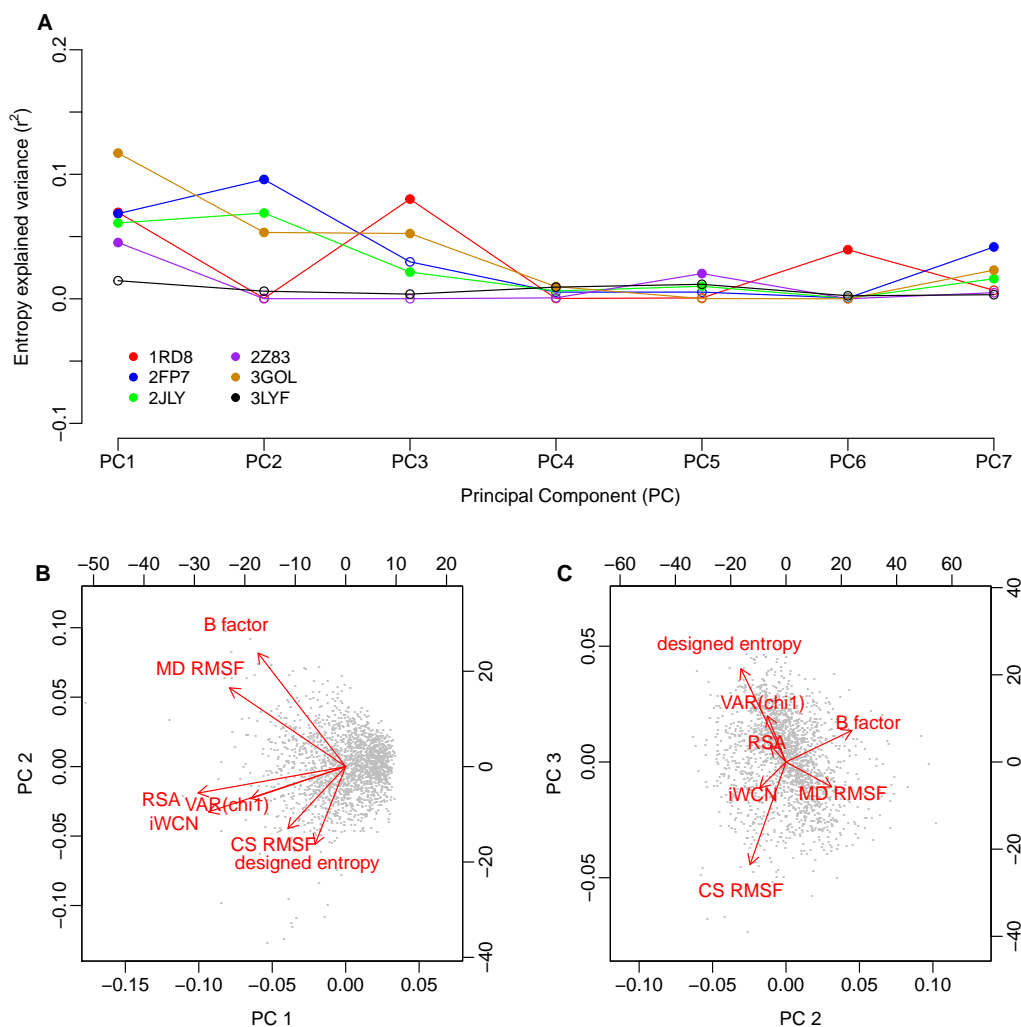 A
Entropy explained variance (r²)
0.2
0.1
0.0
−0.1
1RD8 2Z83
2FP7 3GOL
2JLY 3LYF
PC1 PC2 PC3 PC4 PC5 PC6 PC7
Principal Component (PC)
B
−50 −40 −30 −20 −10 0 10 20
PC 2
0.10
0.05
0.00
−0.05
−0.10
20
0
−20
−40
B factor
MD RMSF
RSA VAR(chi1)
iWCN
CS RMSF
designed entropy
−0.15 −0.10 −0.05 0.00 0.05
PC 1
C
−60 −40 −20 0 20 40 60
PC 3
0.05
0.00
−0.05
40
20
0
−20
−40
designed entropy
VAR(chi1)
B factor
RSA
iWCN MD RMSF
CS RMSF
−0.10 −0.05 0.00 0.05 0.10
PC 2